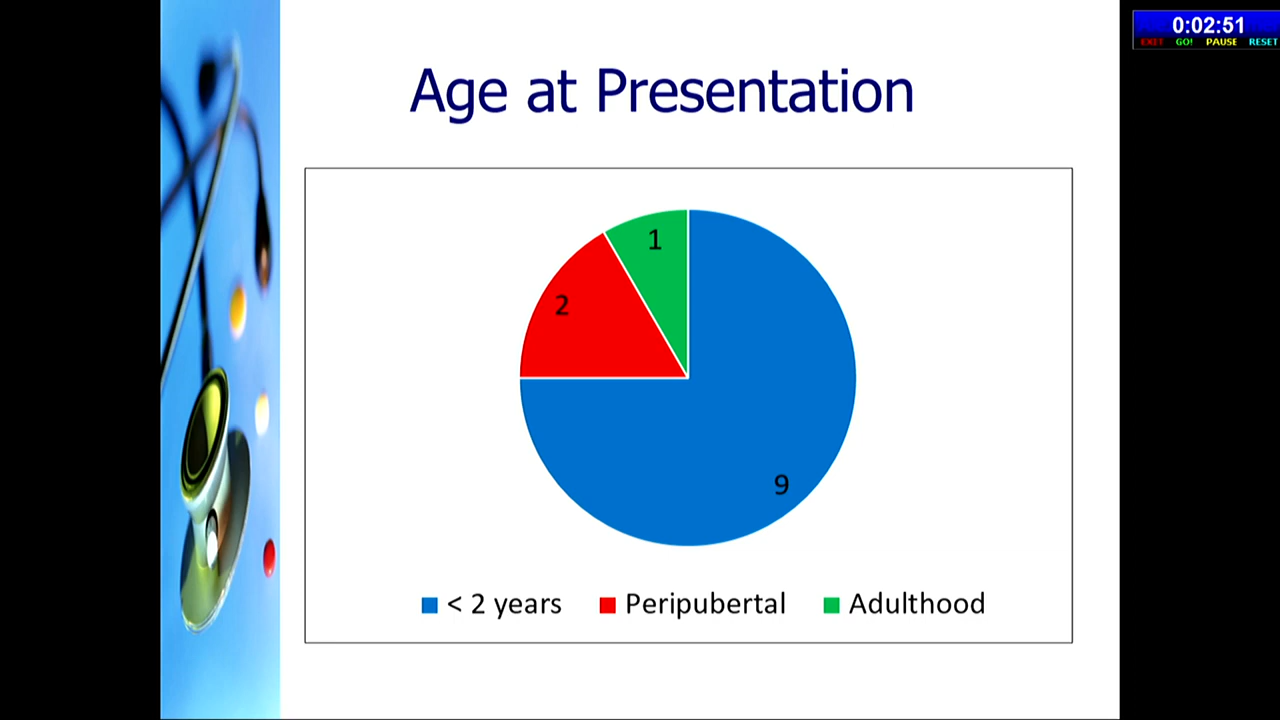 0:02:51
EXIT GO! PAUSE RESET
Age at Presentation
1
2
9
< 2 years Peripubertal Adulthood